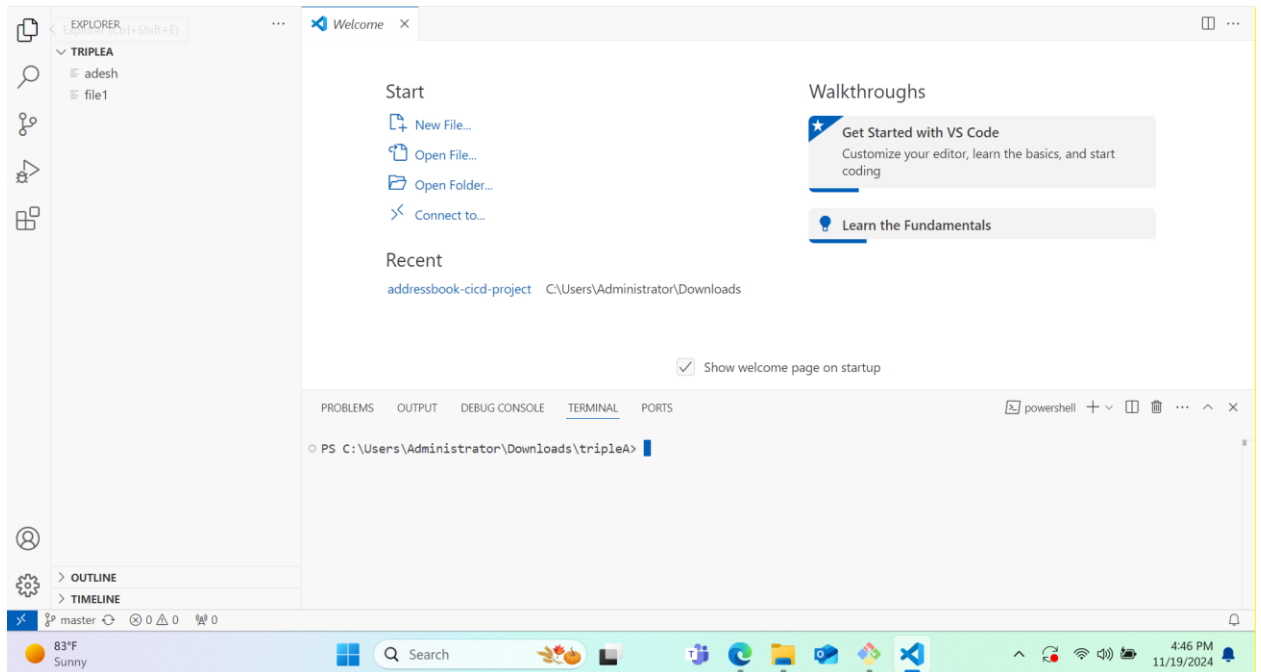 EXPLORER
Explorer (Ctrl+Shift+E)
TRIPLEA
adesh
file1
OUTLINE
TIMELINE
Welcome
Start
New File...
Open File...
Open Folder...
Connect to...
Recent
addressbook-cicd-project C:\Users\Administrator\Downloads
Walkthroughs
Get Started with VS Code
Customize your editor, learn the basics, and start
coding
Learn the Fundamentals
Show welcome page on startup
PROBLEMS OUTPUT DEBUG CONSOLE TERMINAL PORTS
powershell
PS C:\Users\Administrator\Downloads\tripleA>
master 0 0 0
83°F
Sunny
Search
4:46 PM
11/19/2024